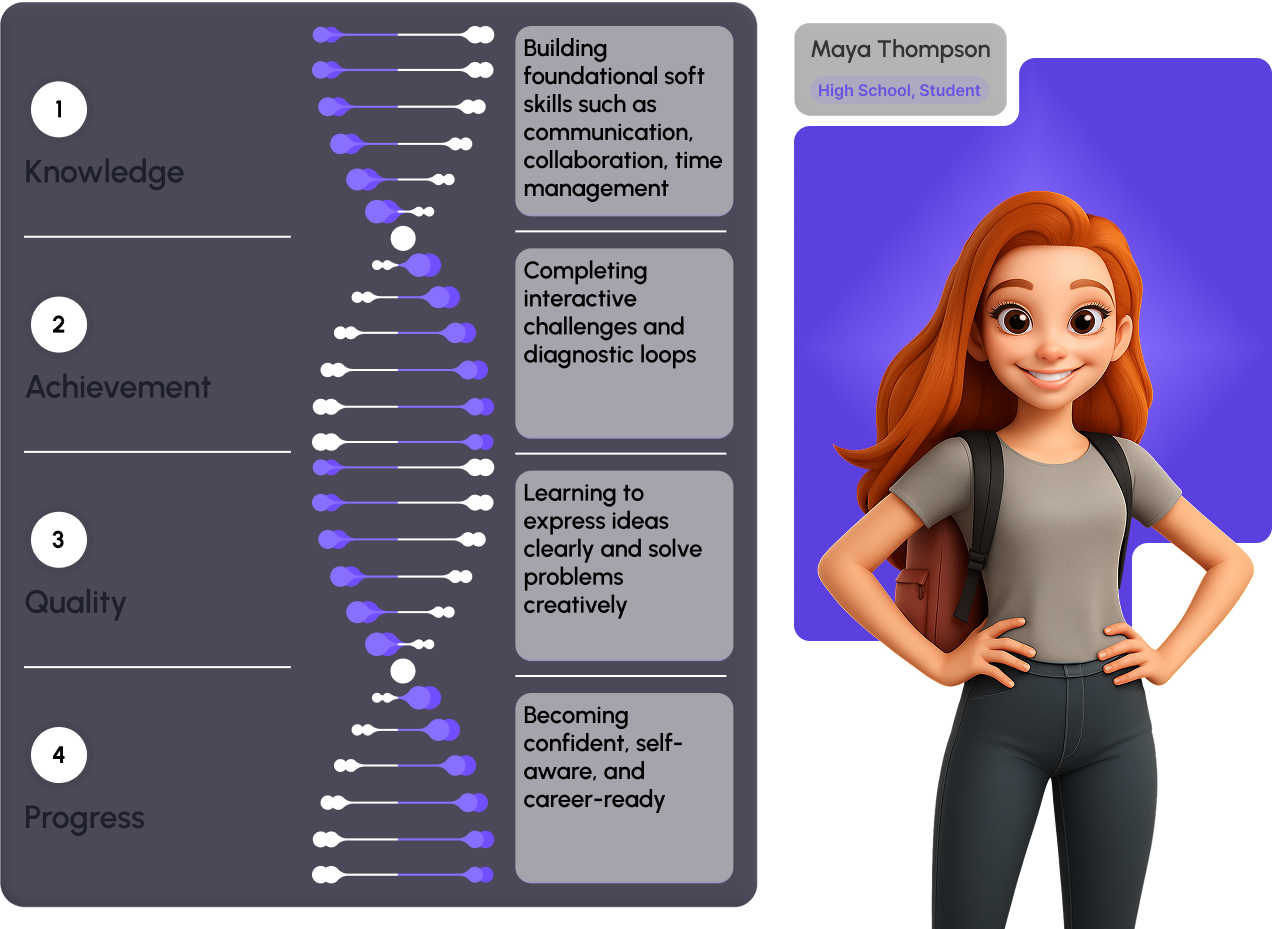 1
Knowledge
Building
foundational soft
skills such as
communication,
collaboration, time
management
2
Achievement
Completing
interactive
challenges and
diagnostic loops
3
Quality
Learning to
express ideas
clearly and solve
problems
creatively
4
Progress
Becoming
confident, self-
aware, and
career-ready
Maya Thompson
High School, Student